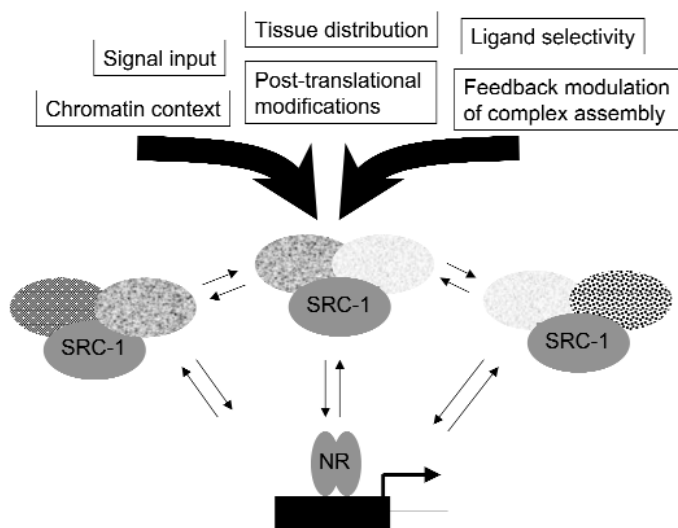 Tissue distribution
Ligand selectivity
Signal input
Post-translational
modifications
Feedback modulation
of complex assembly
Chromatin context
SRC-1
SRC-1
SRC-1
NR